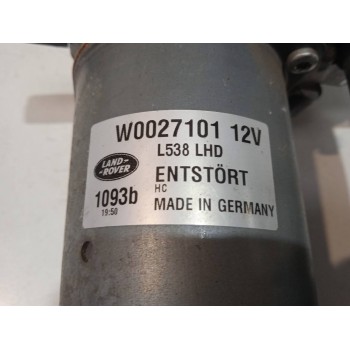 W0027101 12V
L538 LHD
LAND-
ROVER
ENTSTÖRT
HC
1093b
MADE IN GERMANY
19:50